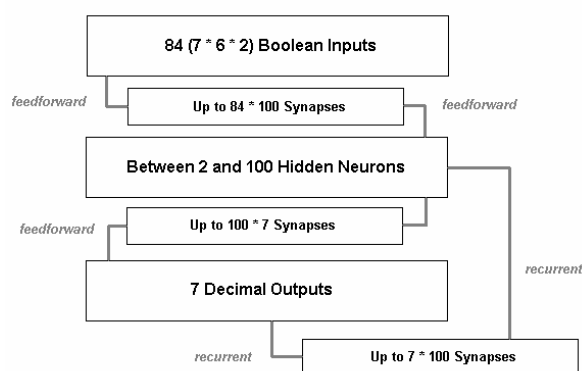 84 (7 * 6 * 2) Boolean Inputs
feedforward
Up to 84 * 100 Synapses
feedforward
Between 2 and 100 Hidden Neurons
feedforward
Up to 100 * 7 Synapses
recurrent
7 Decimal Outputs
recurrent
Up to 7 * 100 Synapses